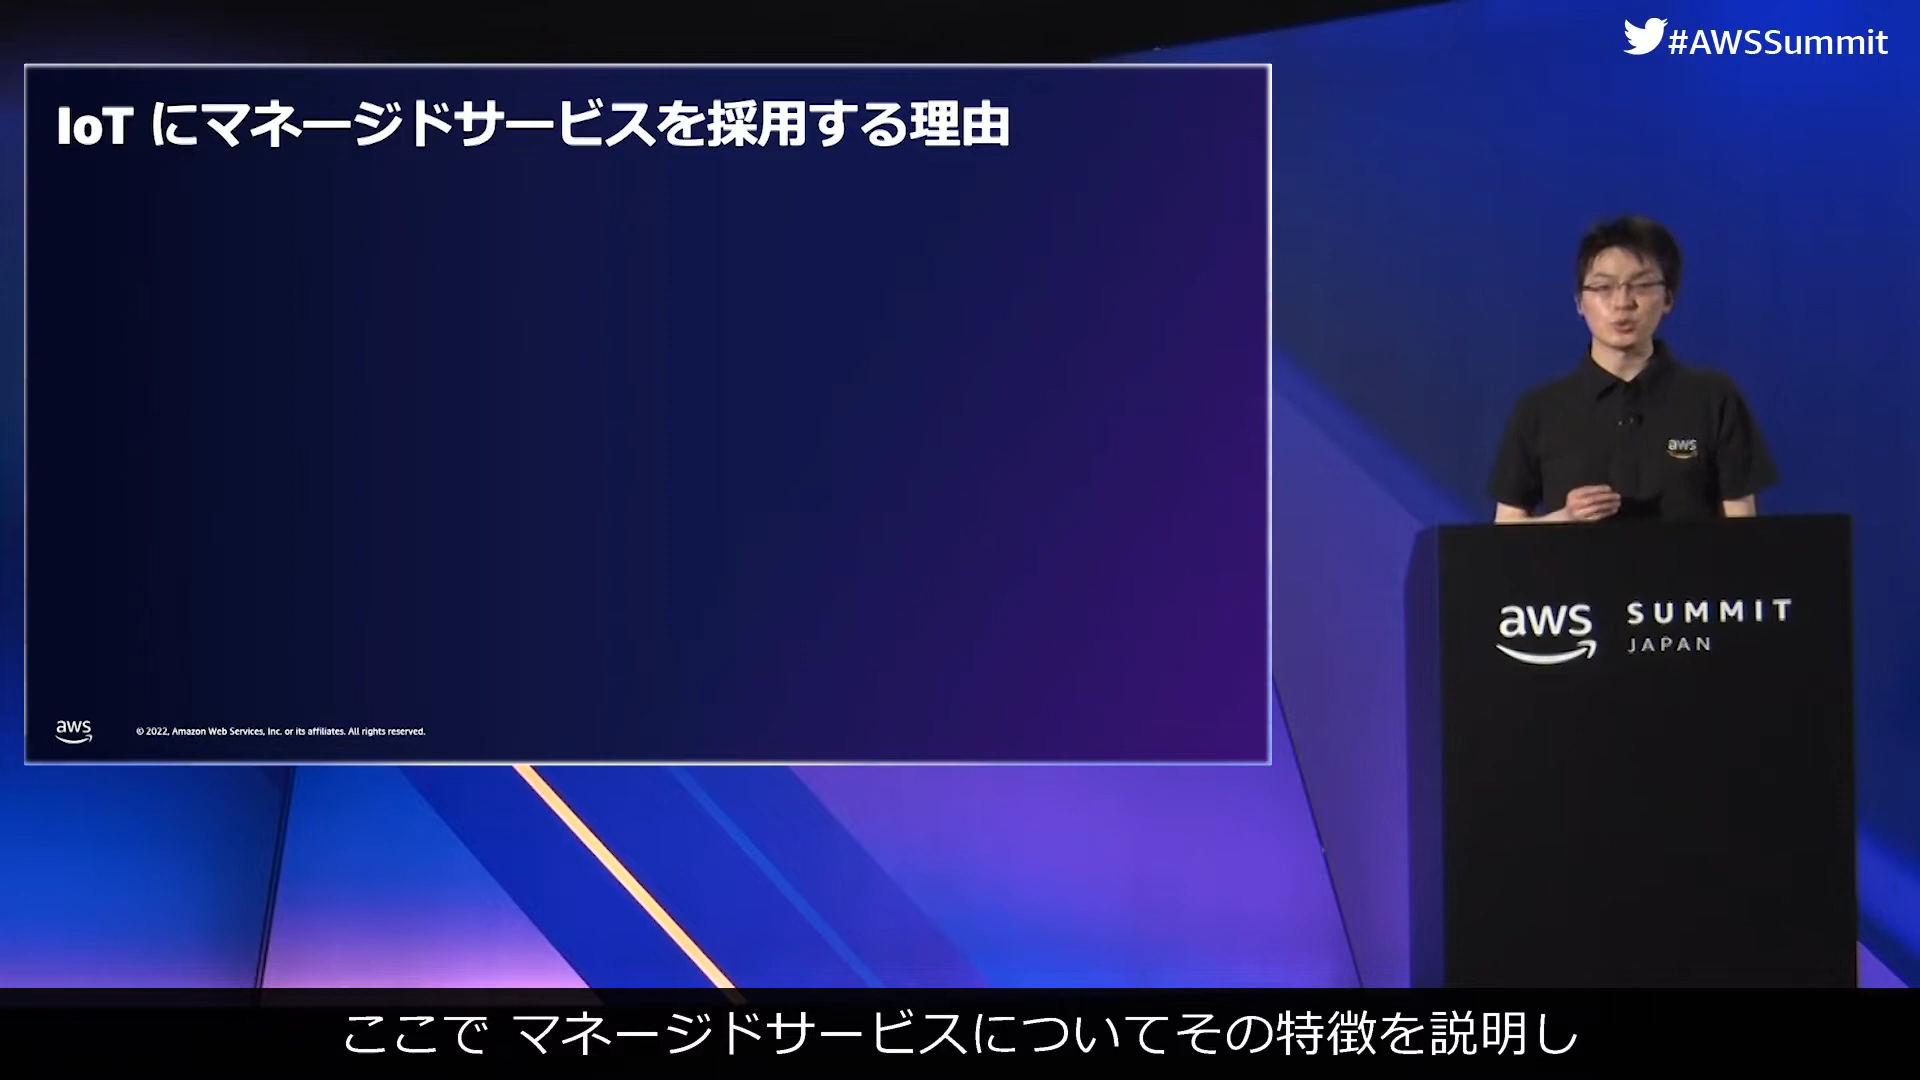 #AWSSummit
IoT にマネージドサービスを採用する理由
aws
aws
© 2022, Amazon Web Services, Inc. or its affiliates. All rights reserved.
aws SUMMIT
JAPAN
ここで マネージドサービスについてその特徴を説明し